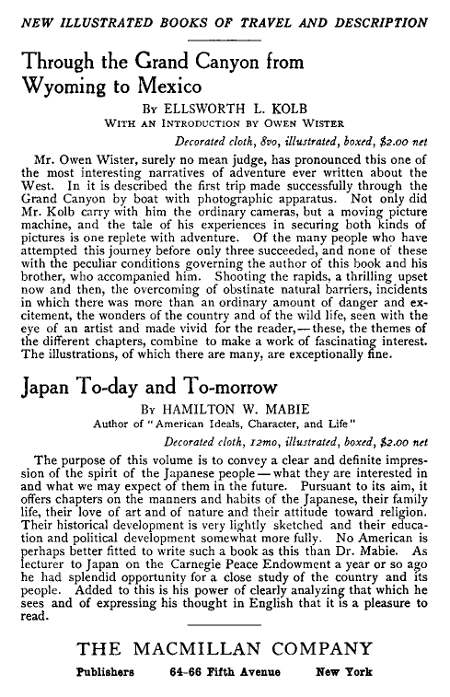 NEW ILLUSTRATED BOOKS OF TRAVEL AND DESCRIPTION
Through the Grand Canyon from
Wyoming to Mexico
By ELLSWORTH L. KOLB
With an Introduction by Owen Wister
Decorated cloth, 8vo, illustrated, boxed, $2.00 net
Mr. Owen Wister, surely no mean judge, has pronounced this one of
the most interesting narratives of adventure ever written about the
West. In it is described the first trip made successfully through the
Grand Canyon by boat with photographic apparatus. Not only did
Mr. Kolb carry with him the ordinary cameras, but a moving picture
machine, and the tale of his experiences in securing both kinds of
pictures is one replete with adventure. Of the many people who have
attempted this journey before only three succeeded, and none of these
with the peculiar conditions governing the author of this book and his
brother, who accompanied him. Shooting the rapids, a thrilling upset
now and then, the overcoming of obstinate natural barriers, incidents
in which there was more than an ordinary amount of danger and ex-
citement, the wonders of the country and of the wild life, seen with the
eye of an artist and made vivid for the reader,—these, the themes of
the different chapters, combine to make a work of fascinating interest.
The illustrations, of which there are many, are exceptionally fine.
Japan To-day and To-morrow
By HAMILTON W. MABIE
Author of "American Ideals, Character, and Life"
Decorated cloth, 12mo, illustrated, boxed, $2.00 net
The purpose of this volume is to convey a clear and definite impres-
sion of the spirit of the Japanese people—what they are interested in
and what we may expect of them in the future. Pursuant to its aim, it
offers chapters on the manners and habits of the Japanese, their family
life, their love of art and of nature and their attitude toward religion.
Their historical development is very lightly sketched and their educa-
tion and political development somewhat more fully. No American is
perhaps better fitted to write such a book as this than Dr. Mabie. As
lecturer to Japan on the Carnegie Peace Endowment a year or so ago
he had splendid opportunity for a close study of the country and its
people. Added to this is his power of clearly analyzing that which he
sees and of expressing his thought in English that it is a pleasure to
read.
THE MACMILLAN COMPANY
Publishers 64-66 Fifth Avenue New York